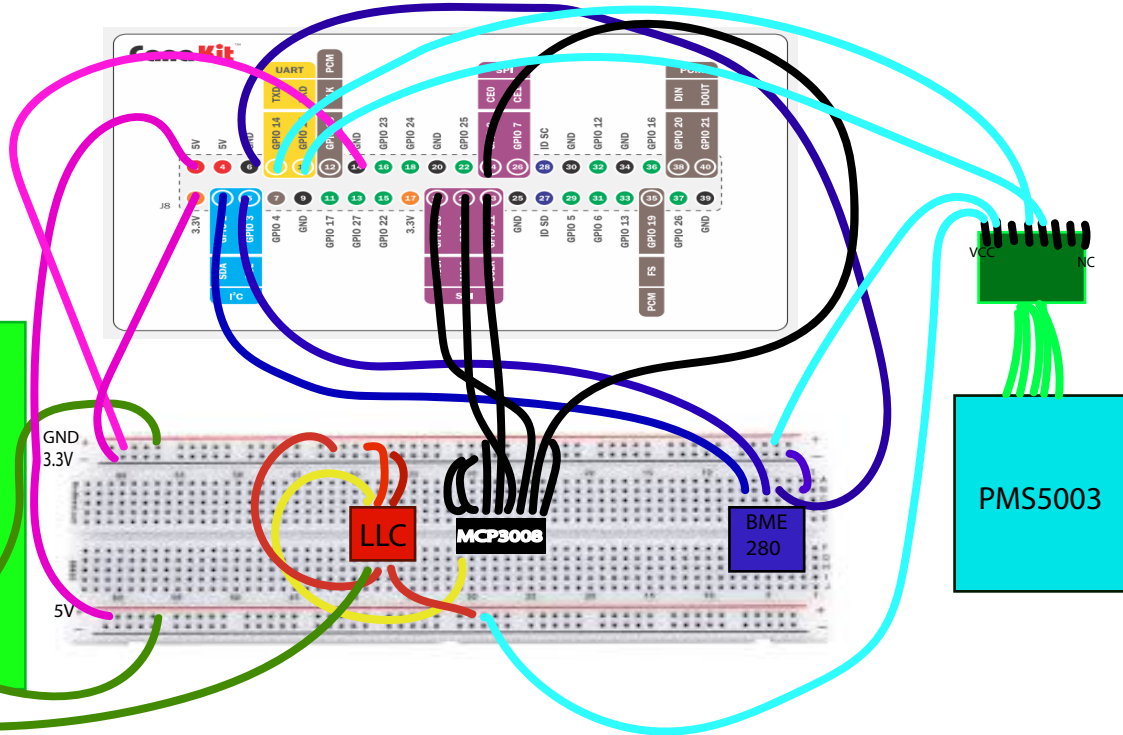 CanaKit
UART
PCM
SPI
TXD
CE0
DIN
DOUT
5V
5V
GND
GPIO 14
GND
GPIO 23
GPIO 24
GND
GPIO 25
GPIO 7
ID SC
GND
GPIO 12
GND
GPIO 16
GPIO 20
GPIO 21
4
6
12
14
16
18
20
22
26
28
30
32
34
36
38
40
J8
7
9
11
13
15
17
25
27
29
31
33
35
37
39
3.3V
GPIO 3
GPIO 4
GND
GPIO 17
GPIO 27
GPIO 22
3.3V
GND
ID SD
GPIO 5
GPIO 6
GPIO 13
GPIO 19
GPIO 26
GND
SDA
FS
I²C
PCM
VCC
NC
GND
3.3V
LLC
MCP3008
BME
280
PMS5003
5V